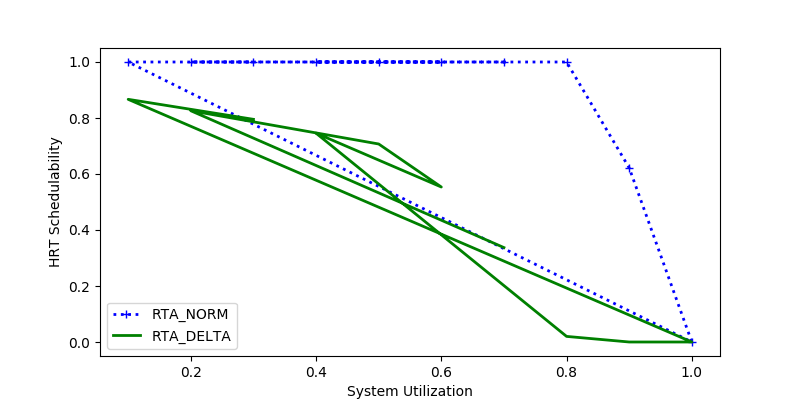 1.0
0.8
0.6
0.4
0.2
0.0
HRT Schedulability
RTA_NORM
RTA_DELTA
0.2 0.4 0.6 0.8 1.0
System Utilization